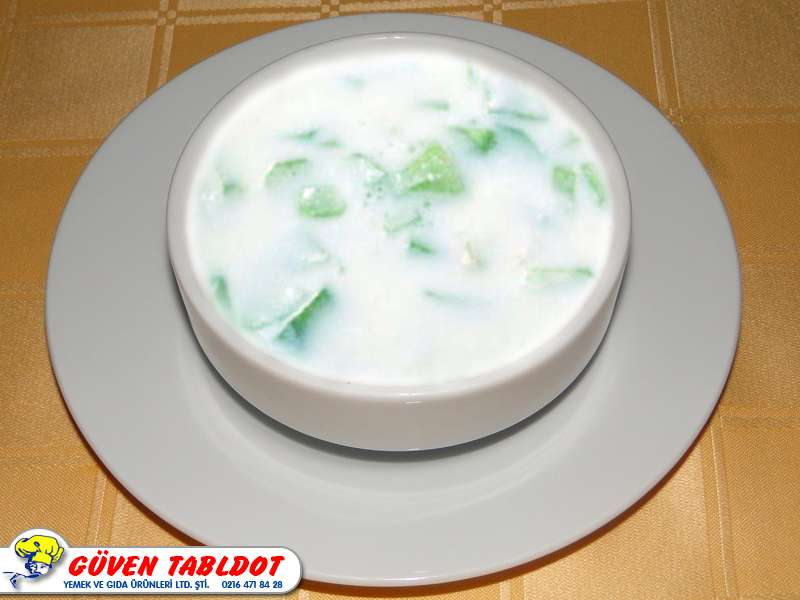 GÜVEN TABLDOT
YEMEK VE GIDA ÜRÜNLERİ LTD. ŞTİ. 0216 471 84 28